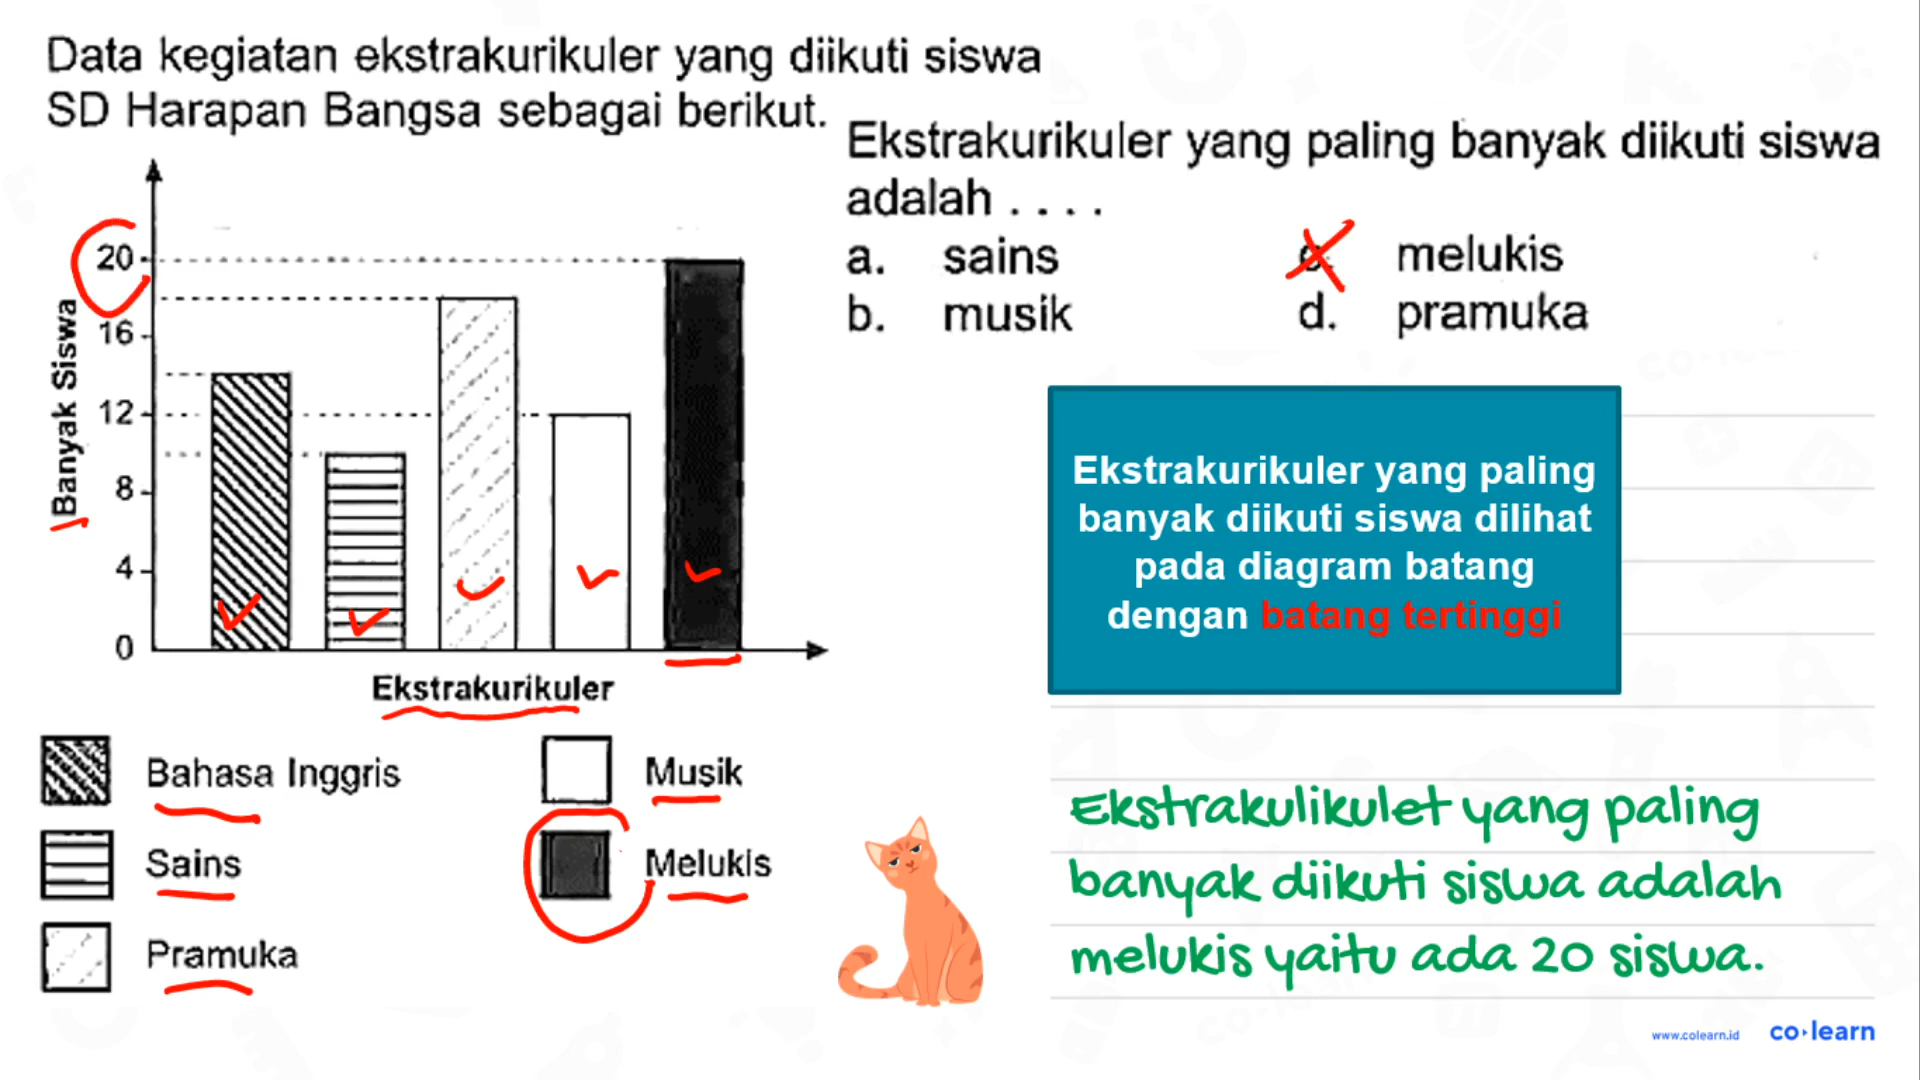 Data kegiatan ekstrakurikuler yang diikuti siswa
SD Harapan Bangsa sebagai berikut.
Banyak Siswa
20
16
12
8
4
0
Ekstrakurikuler
Bahasa Inggris
Sains
Pramuka
Musik
Melukis
Ekstrakurikuler yang paling banyak diikuti siswa
adalah . . . .
a. sains
b. musik
c. melukis
d. pramuka
Ekstrakurikuler yang paling
banyak diikuti siswa dilihat
pada diagram batang
dengan batang tertinggi
Ekstrakulikulet yang paling
banyak diikuti siswa adalah
melukis yaitu ada 20 siswa.
www.colearn.id
co·learn